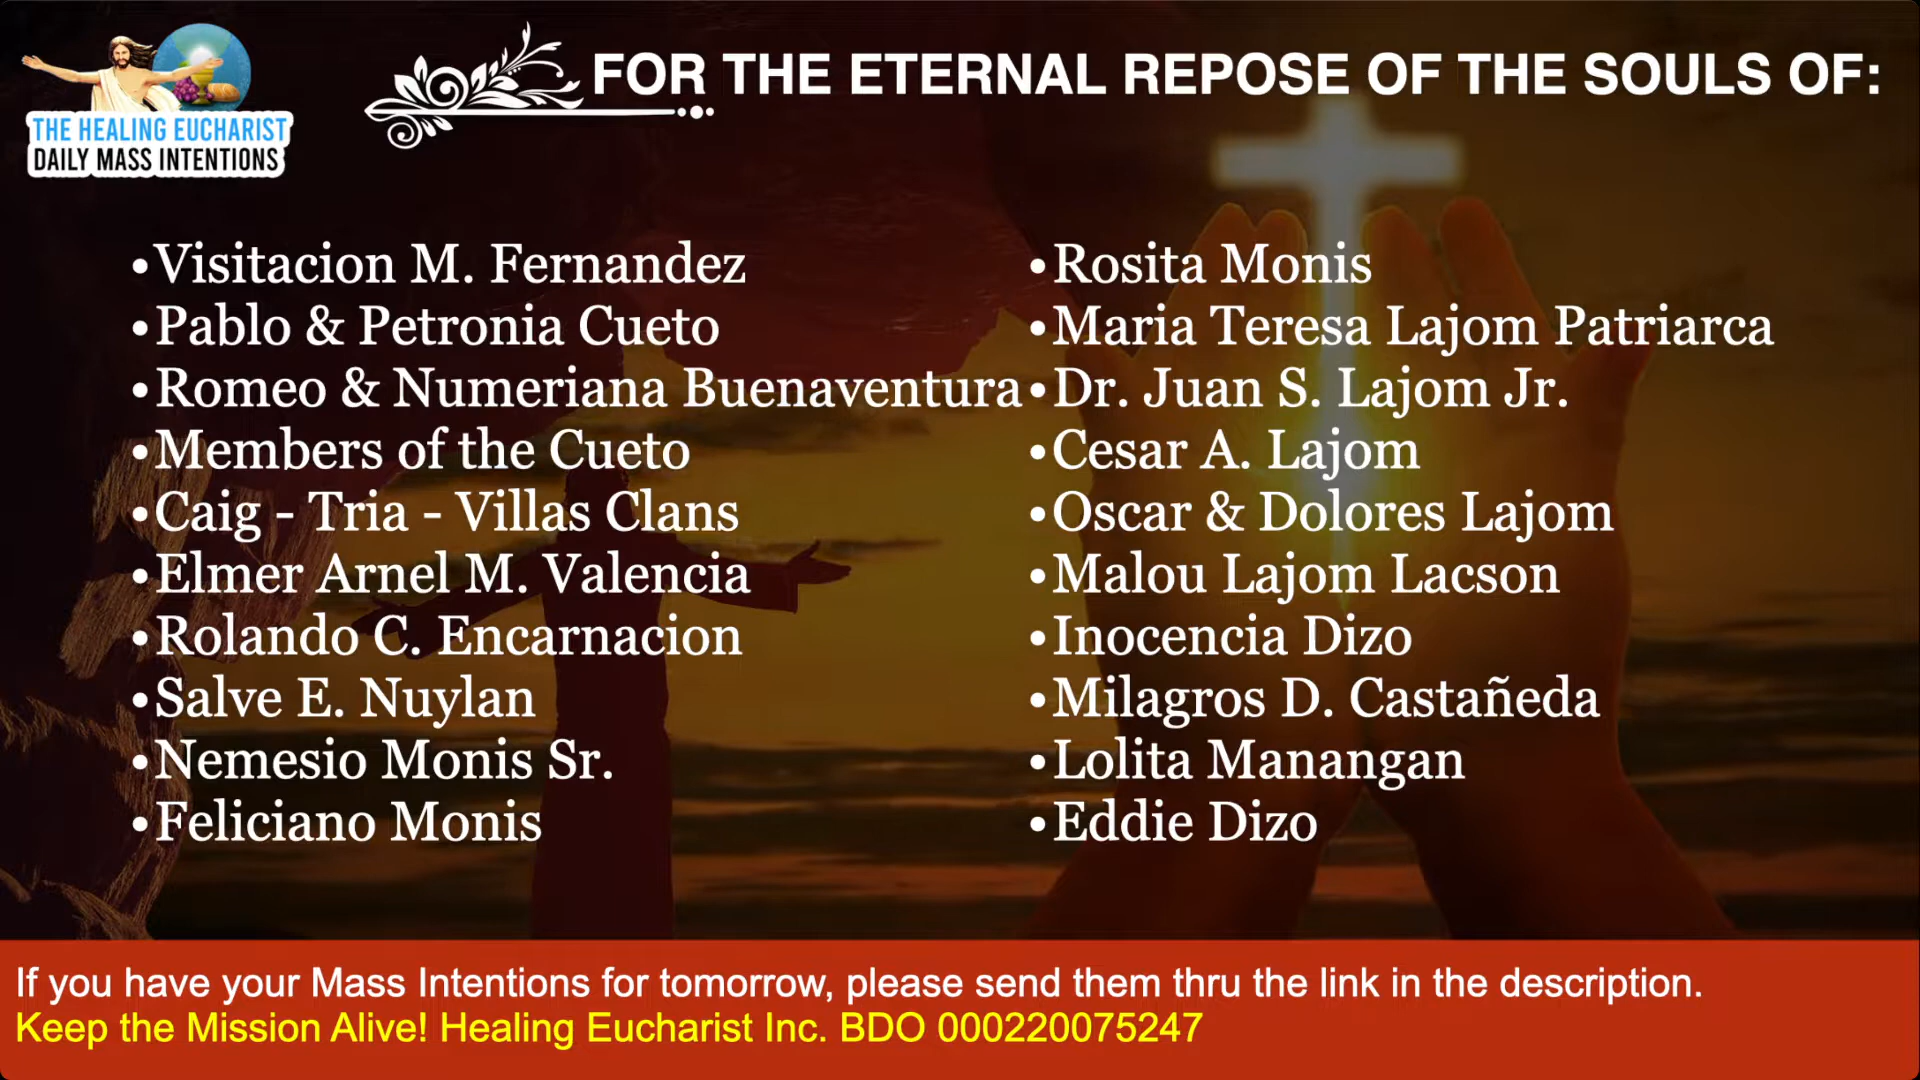 THE HEALING EUCHARIST
DAILY MASS INTENTIONS
FOR THE ETERNAL REPOSE OF THE SOULS OF:
•Visitacion M. Fernandez
•Pablo & Petronia Cueto
•Romeo & Numeriana Buenaventura
•Members of the Cueto
•Caig - Tria - Villas Clans
•Elmer Arnel M. Valencia
•Rolando C. Encarnacion
•Salve E. Nuylan
•Nemesio Monis Sr.
•Feliciano Monis
•Rosita Monis
•Maria Teresa Lajom Patriarca
•Dr. Juan S. Lajom Jr.
•Cesar A. Lajom
•Oscar & Dolores Lajom
•Malou Lajom Lacson
•Inocencia Dizo
•Milagros D. Castañeda
•Lolita Manangan
•Eddie Dizo
If you have your Mass Intentions for tomorrow, please send them thru the link in the description.
Keep the Mission Alive! Healing Eucharist Inc. BDO 000220075247